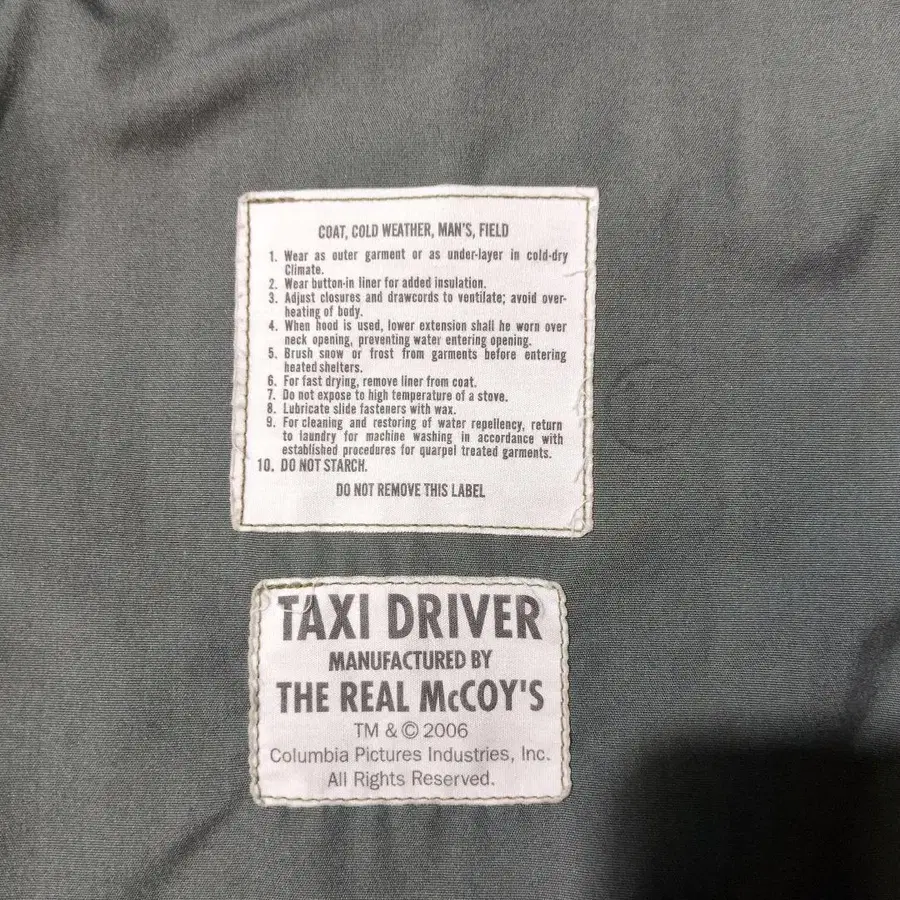 COAT, COLD WEATHER, MAN'S, FIELD
1. Wear as outer garment or as under-layer in cold-dry
Climate.
2. Wear button-in liner for added insulation.
3. Adjust closures and drawcords to ventilate; avoid over-
heating of body.
4. When hood is used, lower extension shall he worn over
neck opening, preventing water entering opening.
5. Brush snow or frost from garments before entering
heated shelters.
6. For fast drying, remove liner from coat.
7. Do not expose to high temperature of a stove.
8. Lubricate slide fasteners with wax.
9. For cleaning and restoring of water repellency, return
to laundry for machine washing in accordance with
established procedures for quarpel treated garments.
10. DO NOT STARCH.
DO NOT REMOVE THIS LABEL
TAXI DRIVER
MANUFACTURED BY
THE REAL McCOY'S
TM & © 2006
Columbia Pictures Industries, Inc.
All Rights Reserved.